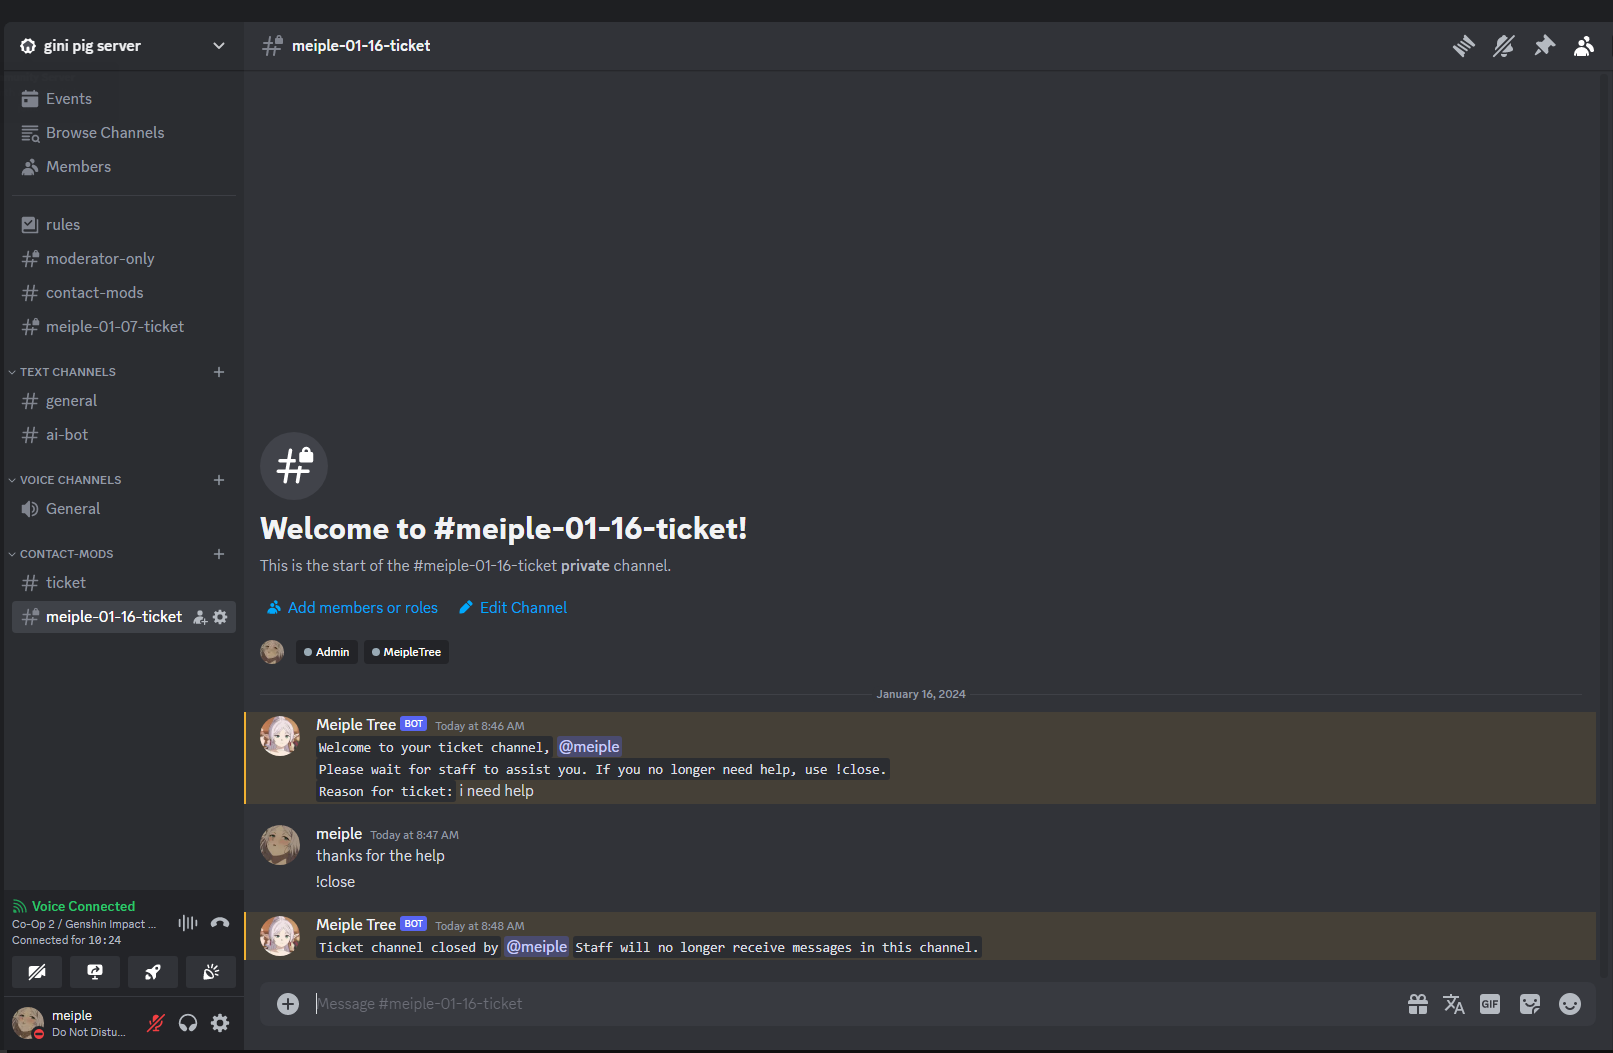 gini pig server
Events
Browse Channels
Members
rules
moderator-only
contact-mods
meiple-01-07-ticket
TEXT CHANNELS
general
ai-bot
VOICE CHANNELS
General
CONTACT-MODS
ticket
meiple-01-16-ticket
Voice Connected
Co-Op 2 / Genshin Impact ...
Connected for 10:24
meiple
Do Not Distu...
meiple-01-16-ticket
Welcome to #meiple-01-16-ticket!
This is the start of the #meiple-01-16-ticket private channel.
Add members or roles Edit Channel
Admin MeipleTree
January 16, 2024
Meiple Tree BOT Today at 8:46 AM
Welcome to your ticket channel, @meiple
Please wait for staff to assist you. If you no longer need help, use !close.
Reason for ticket: i need help
meiple Today at 8:47 AM
thanks for the help
!close
Meiple Tree BOT Today at 8:48 AM
Ticket channel closed by @meiple Staff will no longer receive messages in this channel.
Message #meiple-01-16-ticket
GIF